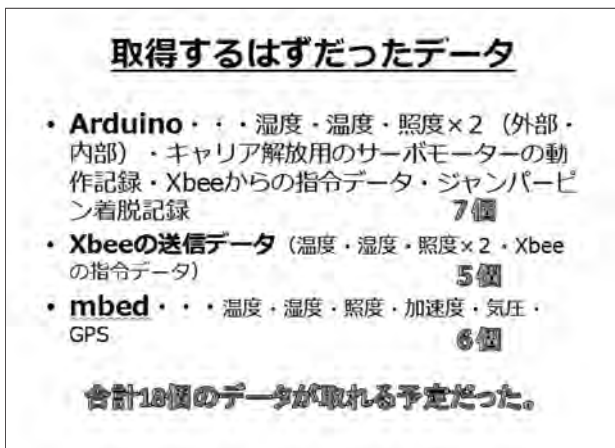 取得するはずだったデータ
• Arduino・・・湿度・温度・照度×2（外部・
内部）・キャリア解放用のサーボモーターの動
作記録・Xbeeからの指令データ・ジャンパーピ
ン着脱記録 7個
• Xbeeの送信データ（温度・湿度・照度×2・Xbee
の指令データ） 5個
• mbed・・・温度・湿度・照度・加速度・気圧・
GPS 6個
合計18個のデータが取れる予定だった。